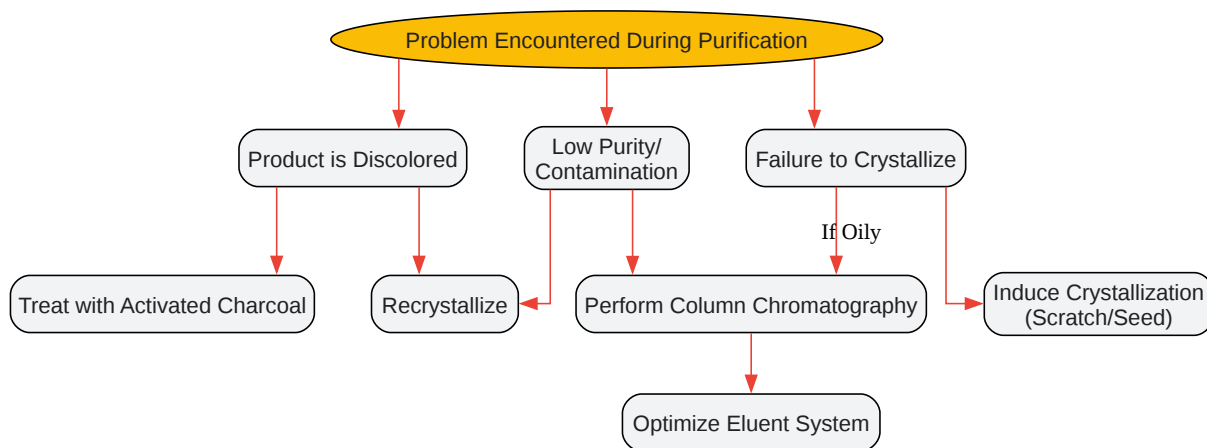 Problem Encountered During Purification
Product is Discolored
Low Purity/
Contamination
Failure to Crystallize
If Oily
Treat with Activated Charcoal
Recrystallize
Perform Column Chromatography
Induce Crystallization
(Scratch/Seed)
Optimize Eluent System